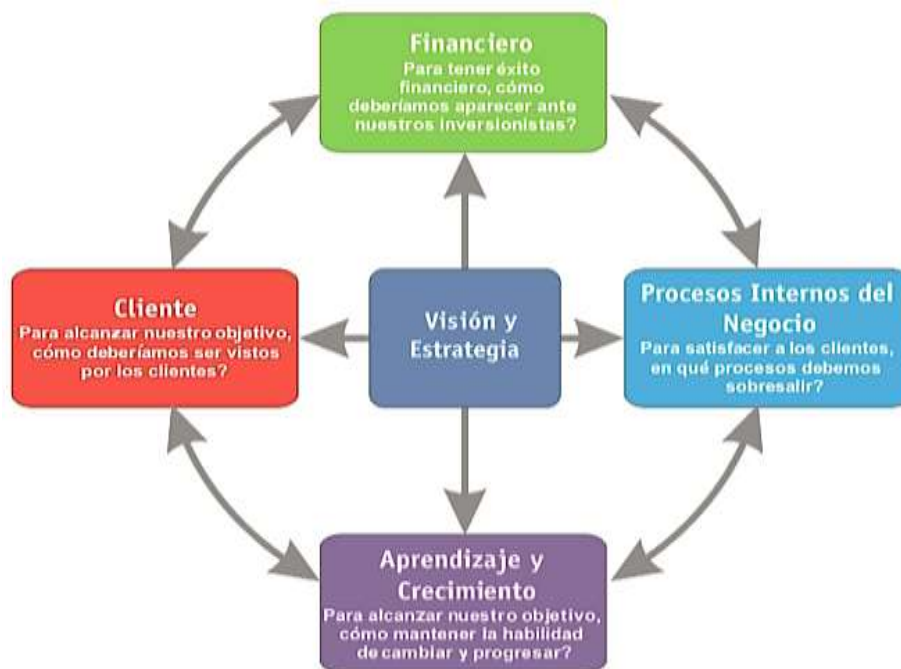 Financiero
Para tener éxito
financiero, cómo
deberíamos aparecer ante
nuestros inversionistas?
Cliente
Para alcanzar nuestro objetivo,
cómo deberíamos ser vistos
por los clientes?
Visión y
Estrategia
Procesos Internos del
Negocio
Para satisfacer a los clientes,
en qué procesos debemos
sobresalir?
Aprendizaje y
Crecimiento
Para alcanzar nuestro objetivo,
cómo mantener la habilidad
de cambiar y progresar?